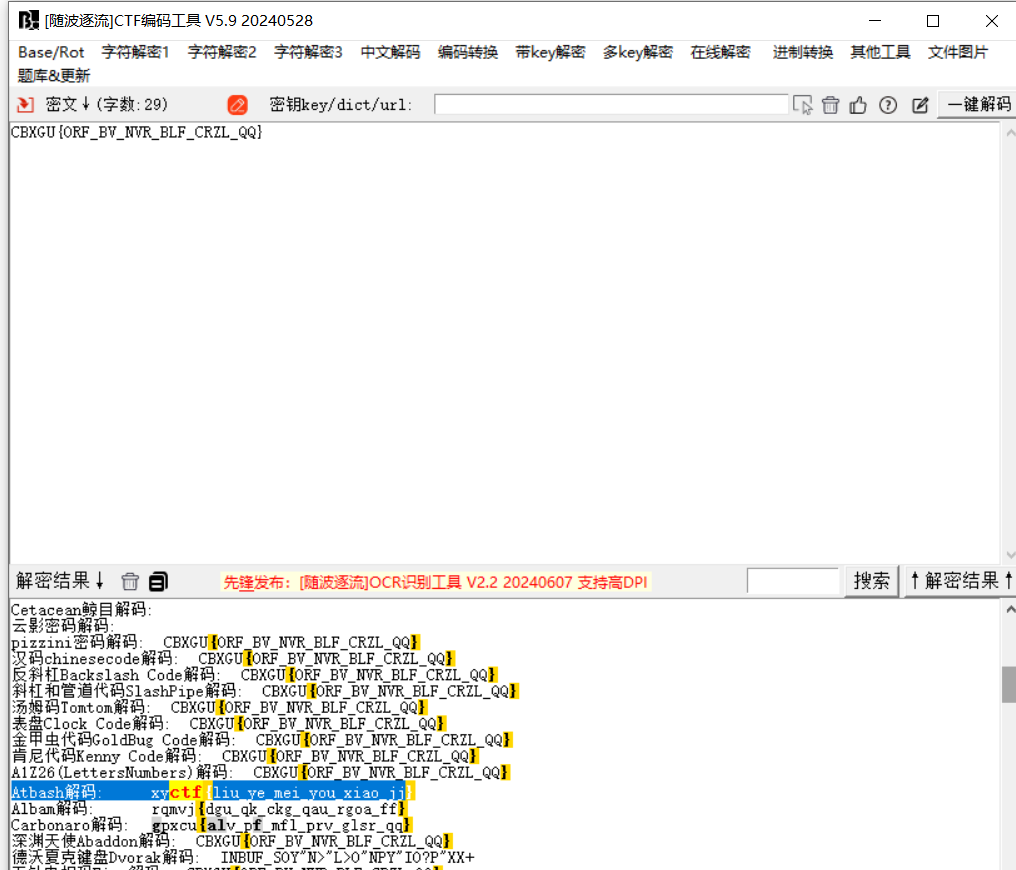 [随波逐流]CTF编码工具 V5.9 20240528
Base/Rot 字符解密1 字符解密2 字符解密3 中文解码 编码转换 带key解密 多key解密 在线解密 进制转换 其他工具 文件图片
题库&更新
密文↓(字数:29) 密钥key/dict/url: 一键解码
CBXGU{ORF_BV_NVR_BLF_CRZL_QQ}
解密结果↓ 先锋发布：[随波逐流]OCR识别工具 V2.2 20240607 支持高DPI 搜索 ↑解密结果↑
Cetacean鲸目解码:
云影密码解码:
pizzini密码解码: CBXGU{ORF_BV_NVR_BLF_CRZL_QQ}
汉码chinesecode解码: CBXGU{ORF_BV_NVR_BLF_CRZL_QQ}
反斜杠Backslash Code解码: CBXGU{ORF_BV_NVR_BLF_CRZL_QQ}
斜杠和管道代码SlashPipe解码: CBXGU{ORF_BV_NVR_BLF_CRZL_QQ}
汤姆码Tomtom解码: CBXGU{ORF_BV_NVR_BLF_CRZL_QQ}
表盘Clock Code解码: CBXGU{ORF_BV_NVR_BLF_CRZL_QQ}
金甲虫代码GoldBug Code解码: CBXGU{ORF_BV_NVR_BLF_CRZL_QQ}
肯尼代码Kenny Code解码: CBXGU{ORF_BV_NVR_BLF_CRZL_QQ}
A1Z26(LettersNumbers)解码: CBXGU{ORF_BV_NVR_BLF_CRZL_QQ}
Atbash解码: xyctf{liu_ye_mei_you_xiao_jj}
Albam解码: rqmvj{dgu_qk_ckg_qau_rgoa_ff}
Carbonaro解码: gpxcu{alv_pf_mfl_prv_glsr_qq}
深渊天使Abaddon解码: CBXGU{ORF_BV_NVR_BLF_CRZL_QQ}
德沃夏克键盘Dvorak解码: INBUF_SOY"N>"L>O"NPY"IO?P"XX+